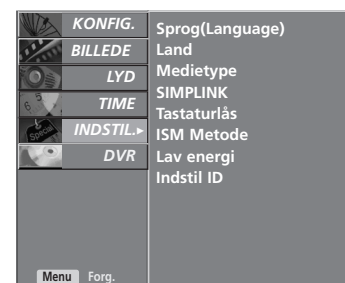 KONFIG.
BILLEDE
LYD
TIME
INDSTIL.▸
DVR
Sprog(Language)
Land
Medietype
SIMPLINK
Tastaturlås
ISM Metode
Lav energi
Indstil ID
Menu Forg.